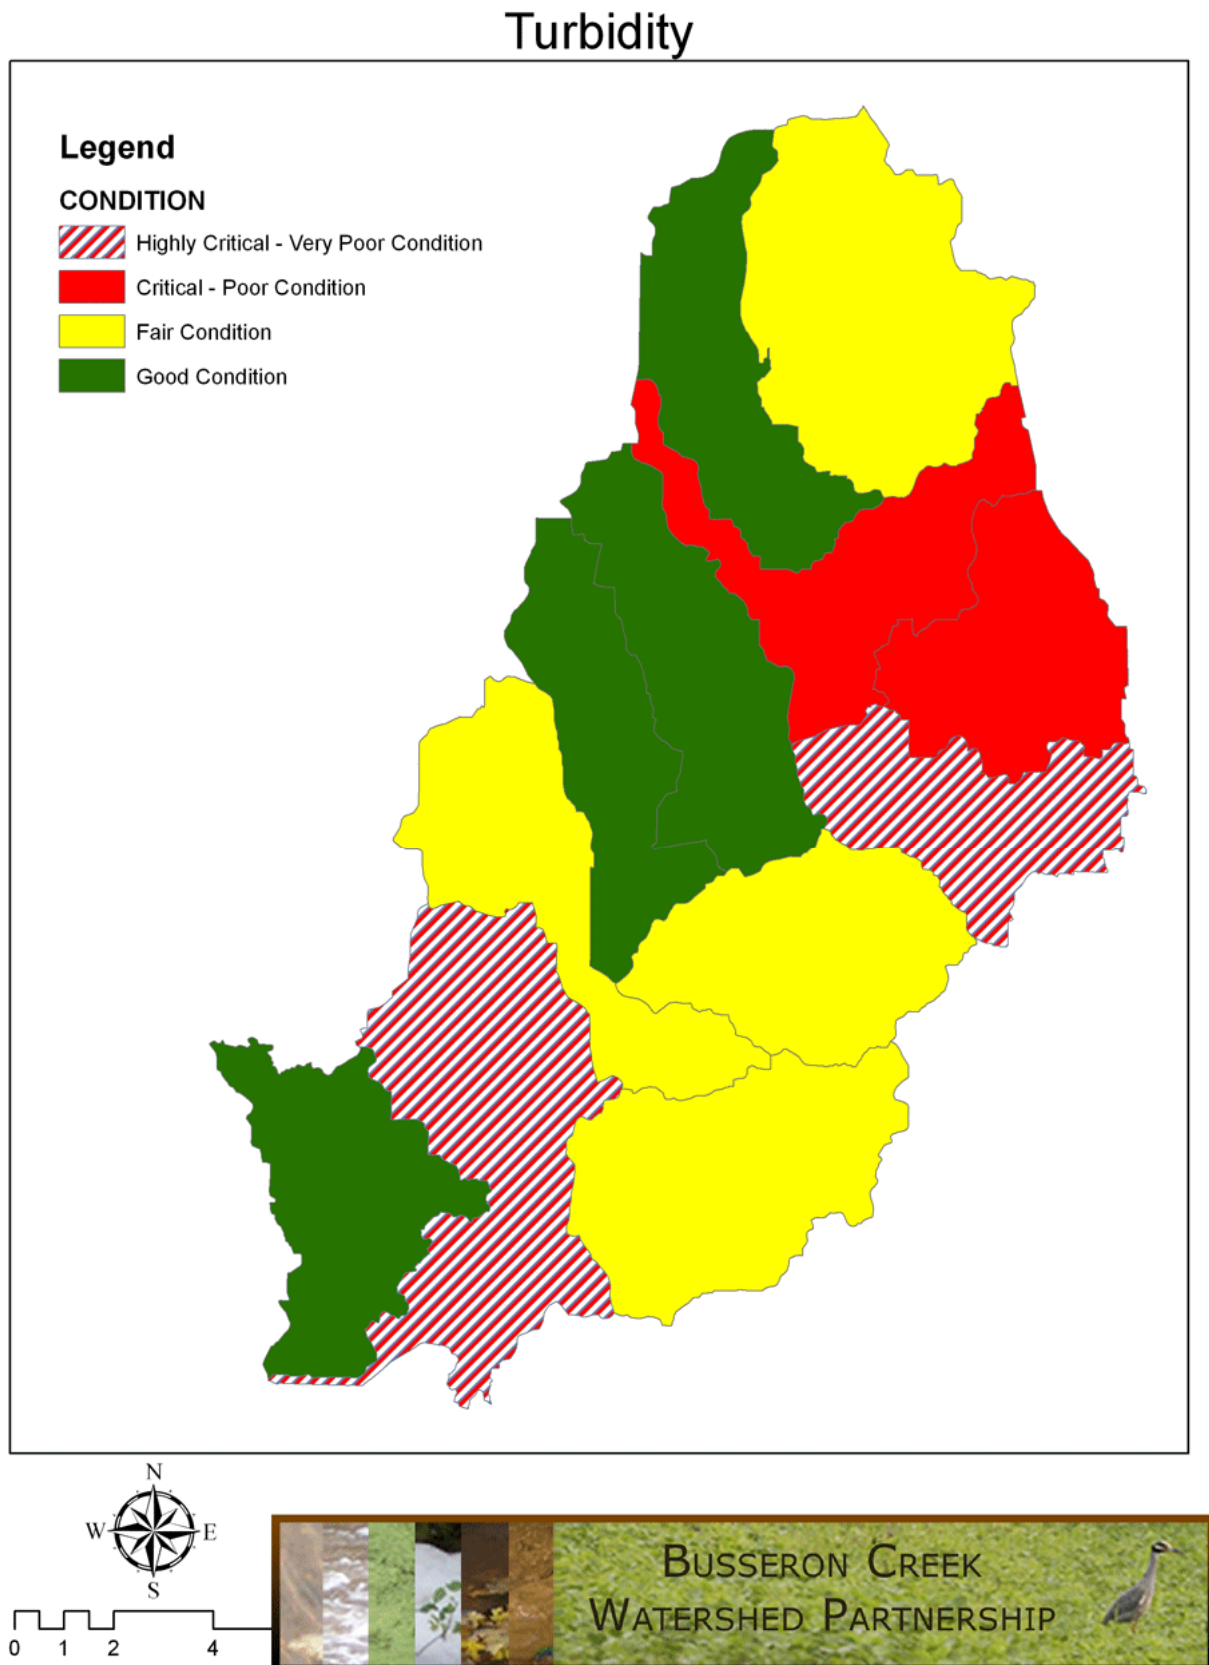 Turbidity
Legend
CONDITION
Highly Critical - Very Poor Condition
Critical - Poor Condition
Fair Condition
Good Condition
N
W E
S
0 1 2 4
BUSSERON CREEK
WATERSHED PARTNERSHIP